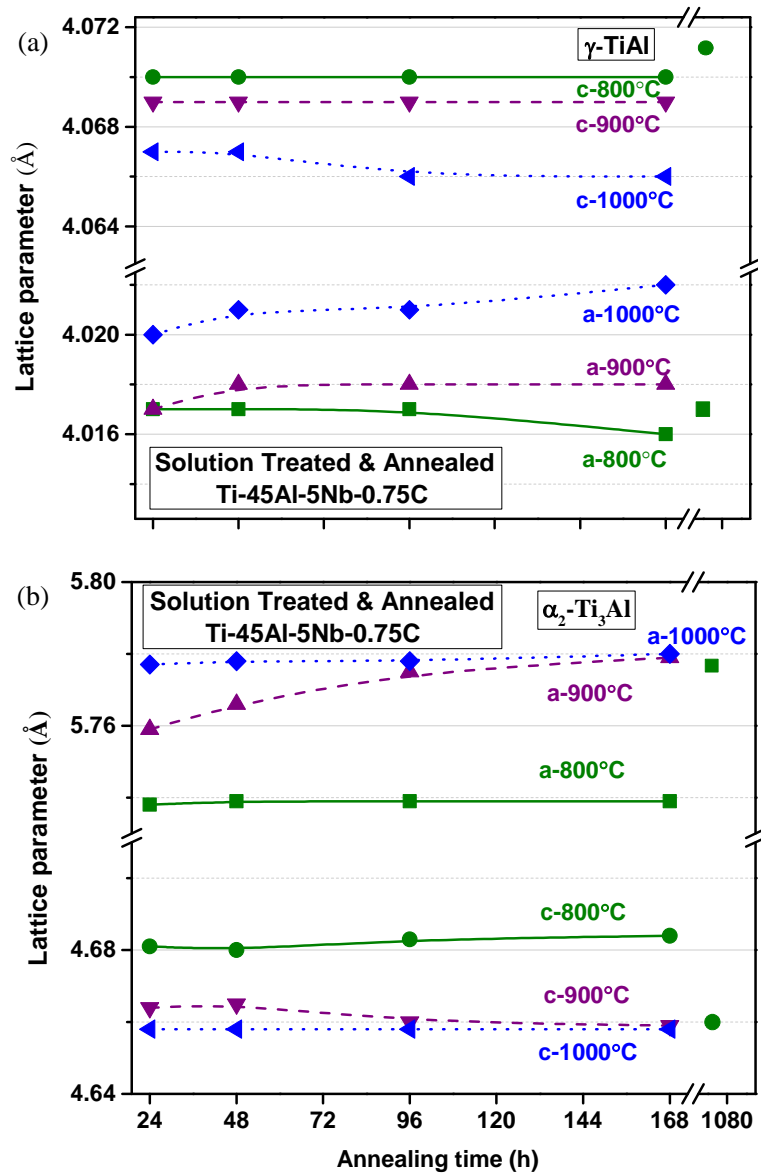 (a)
4.072
4.068
4.064
4.020
4.016
Lattice parameter (Å)
γ-TiAl
c-800°C
c-900°C
c-1000°C
a-1000°C
a-900°C
a-800°C
Solution Treated & Annealed
Ti-45Al-5Nb-0.75C
(b)
5.80
5.76
4.68
4.64
Lattice parameter (Å)
Solution Treated & Annealed
Ti-45Al-5Nb-0.75C
α₂-Ti₃Al
a-1000°C
a-900°C
a-800°C
c-800°C
c-900°C
c-1000°C
24 48 72 96 120 144 168 1080
Annealing time (h)